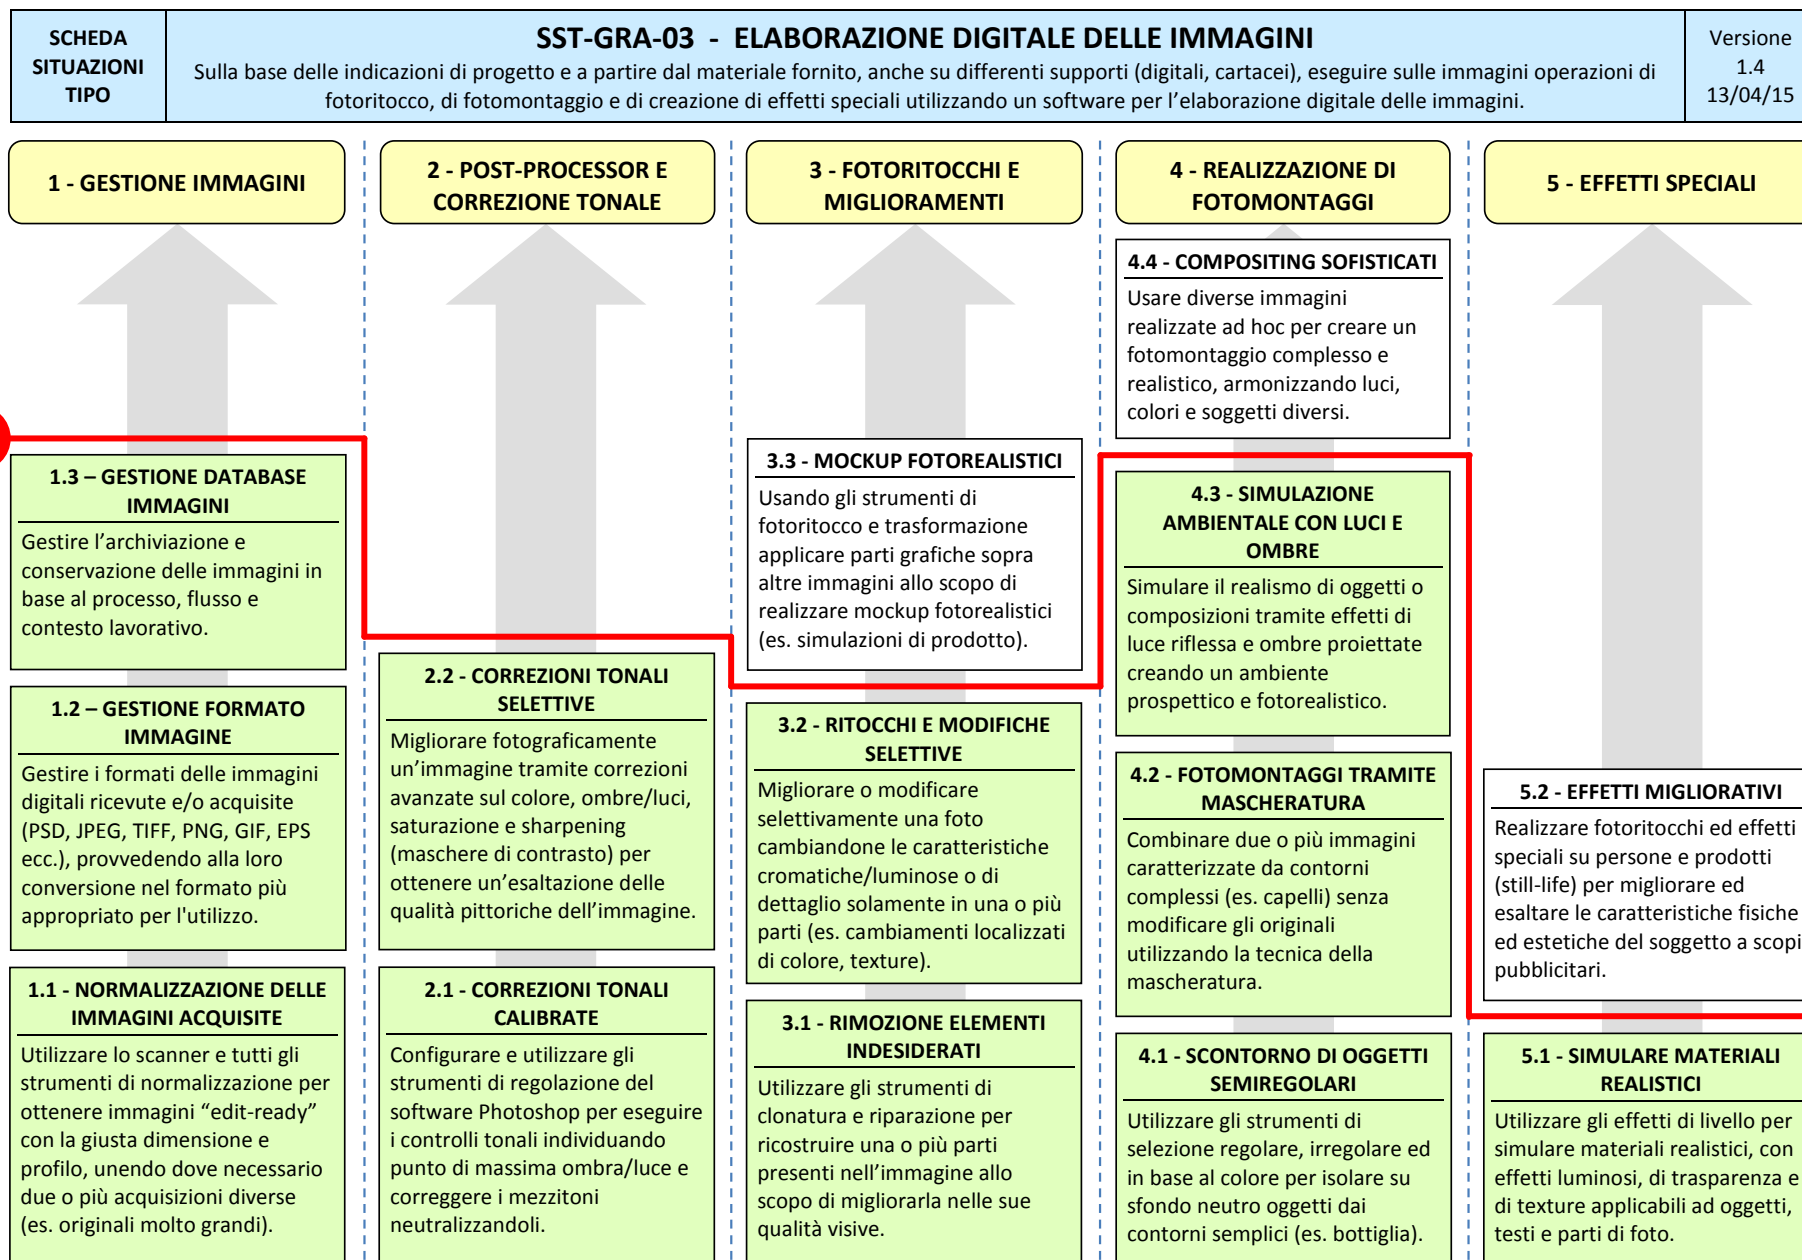 SCHEDA
SITUAZIONI
TIPO
SST-GRA-03 - ELABORAZIONE DIGITALE DELLE IMMAGINI
Sulla base delle indicazioni di progetto e a partire dal materiale fornito, anche su differenti supporti (digitali, cartacei), eseguire sulle immagini operazioni di
fotoritocco, di fotomontaggio e di creazione di effetti speciali utilizzando un software per l’elaborazione digitale delle immagini.
Versione
1.4
13/04/15
1 - GESTIONE IMMAGINI
1.3 – GESTIONE DATABASE
IMMAGINI
Gestire l’archiviazione e
conservazione delle immagini in
base al processo, flusso e
contesto lavorativo.
1.2 – GESTIONE FORMATO
IMMAGINE
Gestire i formati delle immagini
digitali ricevute e/o acquisite
(PSD, JPEG, TIFF, PNG, GIF, EPS
ecc.), provvedendo alla loro
conversione nel formato più
appropriato per l'utilizzo.
1.1 - NORMALIZZAZIONE DELLE
IMMAGINI ACQUISITE
Utilizzare lo scanner e tutti gli
strumenti di normalizzazione per
ottenere immagini “edit-ready”
con la giusta dimensione e
profilo, unendo dove necessario
due o più acquisizioni diverse
(es. originali molto grandi).
2 - POST-PROCESSOR E
CORREZIONE TONALE
2.2 - CORREZIONI TONALI
SELETTIVE
Migliorare fotograficamente
un’immagine tramite correzioni
avanzate sul colore, ombre/luci,
saturazione e sharpening
(maschere di contrasto) per
ottenere un’esaltazione delle
qualità pittoriche dell’immagine.
2.1 - CORREZIONI TONALI
CALIBRATE
Configurare e utilizzare gli
strumenti di regolazione del
software Photoshop per eseguire
i controlli tonali individuando
punto di massima ombra/luce e
correggere i mezzitoni
neutralizzandoli.
3 - FOTORITOCCHI E
MIGLIORAMENTI
3.3 - MOCKUP FOTOREALISTICI
Usando gli strumenti di
fotoritocco e trasformazione
applicare parti grafiche sopra
altre immagini allo scopo di
realizzare mockup fotorealistici
(es. simulazioni di prodotto).
3.2 - RITOCCHI E MODIFICHE
SELETTIVE
Migliorare o modificare
selettivamente una foto
cambiandone le caratteristiche
cromatiche/luminose o di
dettaglio solamente in una o più
parti (es. cambiamenti localizzati
di colore, texture).
3.1 - RIMOZIONE ELEMENTI
INDESIDERATI
Utilizzare gli strumenti di
clonatura e riparazione per
ricostruire una o più parti
presenti nell’immagine allo
scopo di migliorarla nelle sue
qualità visive.
4 - REALIZZAZIONE DI
FOTOMONTAGGI
4.4 - COMPOSITING SOFISTICATI
Usare diverse immagini
realizzate ad hoc per creare un
fotomontaggio complesso e
realistico, armonizzando luci,
colori e soggetti diversi.
4.3 - SIMULAZIONE
AMBIENTALE CON LUCI E
OMBRE
Simulare il realismo di oggetti o
composizioni tramite effetti di
luce riflessa e ombre proiettate
creando un ambiente
prospettico e fotorealistico.
4.2 - FOTOMONTAGGI TRAMITE
MASCHERATURA
Combinare due o più immagini
caratterizzate da contorni
complessi (es. capelli) senza
modificare gli originali
utilizzando la tecnica della
mascheratura.
4.1 - SCONTORNO DI OGGETTI
SEMIREGOLARI
Utilizzare gli strumenti di
selezione regolare, irregolare ed
in base al colore per isolare su
sfondo neutro oggetti dai
contorni semplici (es. bottiglia).
5 - EFFETTI SPECIALI
5.2 - EFFETTI MIGLIORATIVI
Realizzare fotoritocchi ed effetti
speciali su persone e prodotti
(still-life) per migliorare ed
esaltare le caratteristiche fisiche
ed estetiche del soggetto a scopi
pubblicitari.
5.1 - SIMULARE MATERIALI
REALISTICI
Utilizzare gli effetti di livello per
simulare materiali realistici, con
effetti luminosi, di trasparenza e
di texture applicabili ad oggetti,
testi e parti di foto.